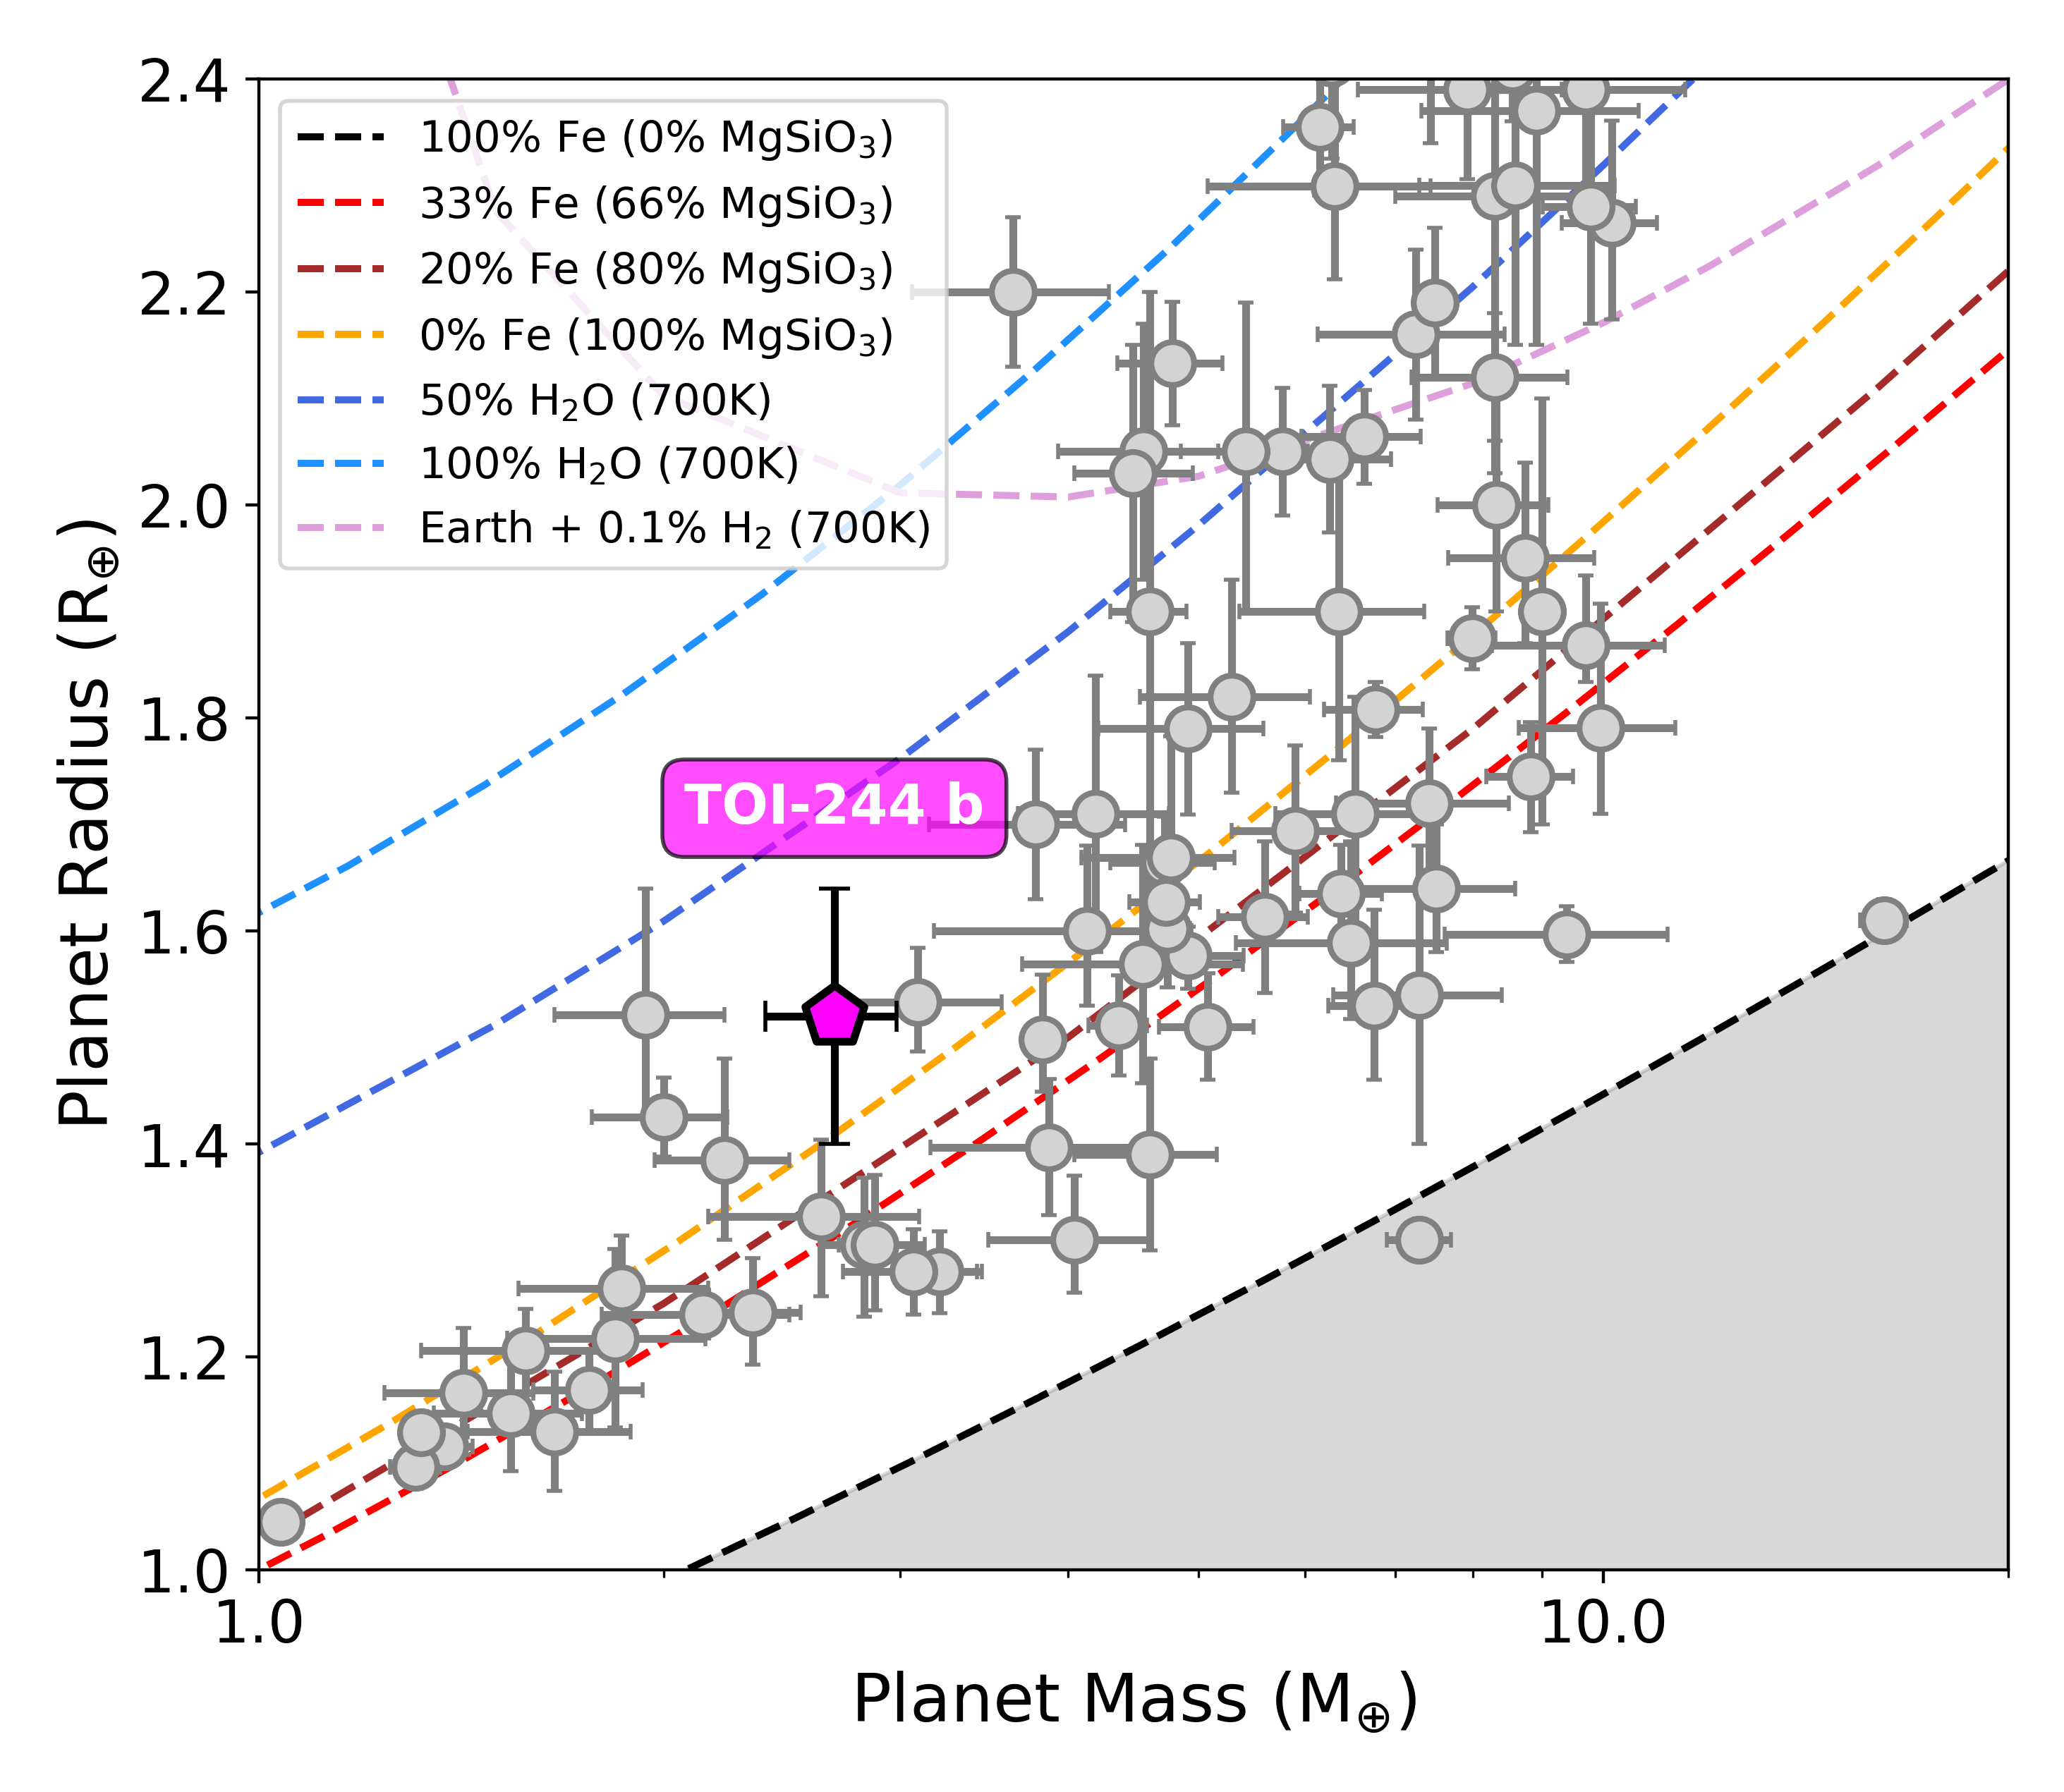 Planet Radius (R⊕)
2.4
2.2
2.0
1.8
1.6
1.4
1.2
1.0
100% Fe (0% MgSiO₃)
33% Fe (66% MgSiO₃)
20% Fe (80% MgSiO₃)
0% Fe (100% MgSiO₃)
50% H₂O (700K)
100% H₂O (700K)
Earth + 0.1% H₂ (700K)
TOI-244 b
1.0
10.0
Planet Mass (M⊕)